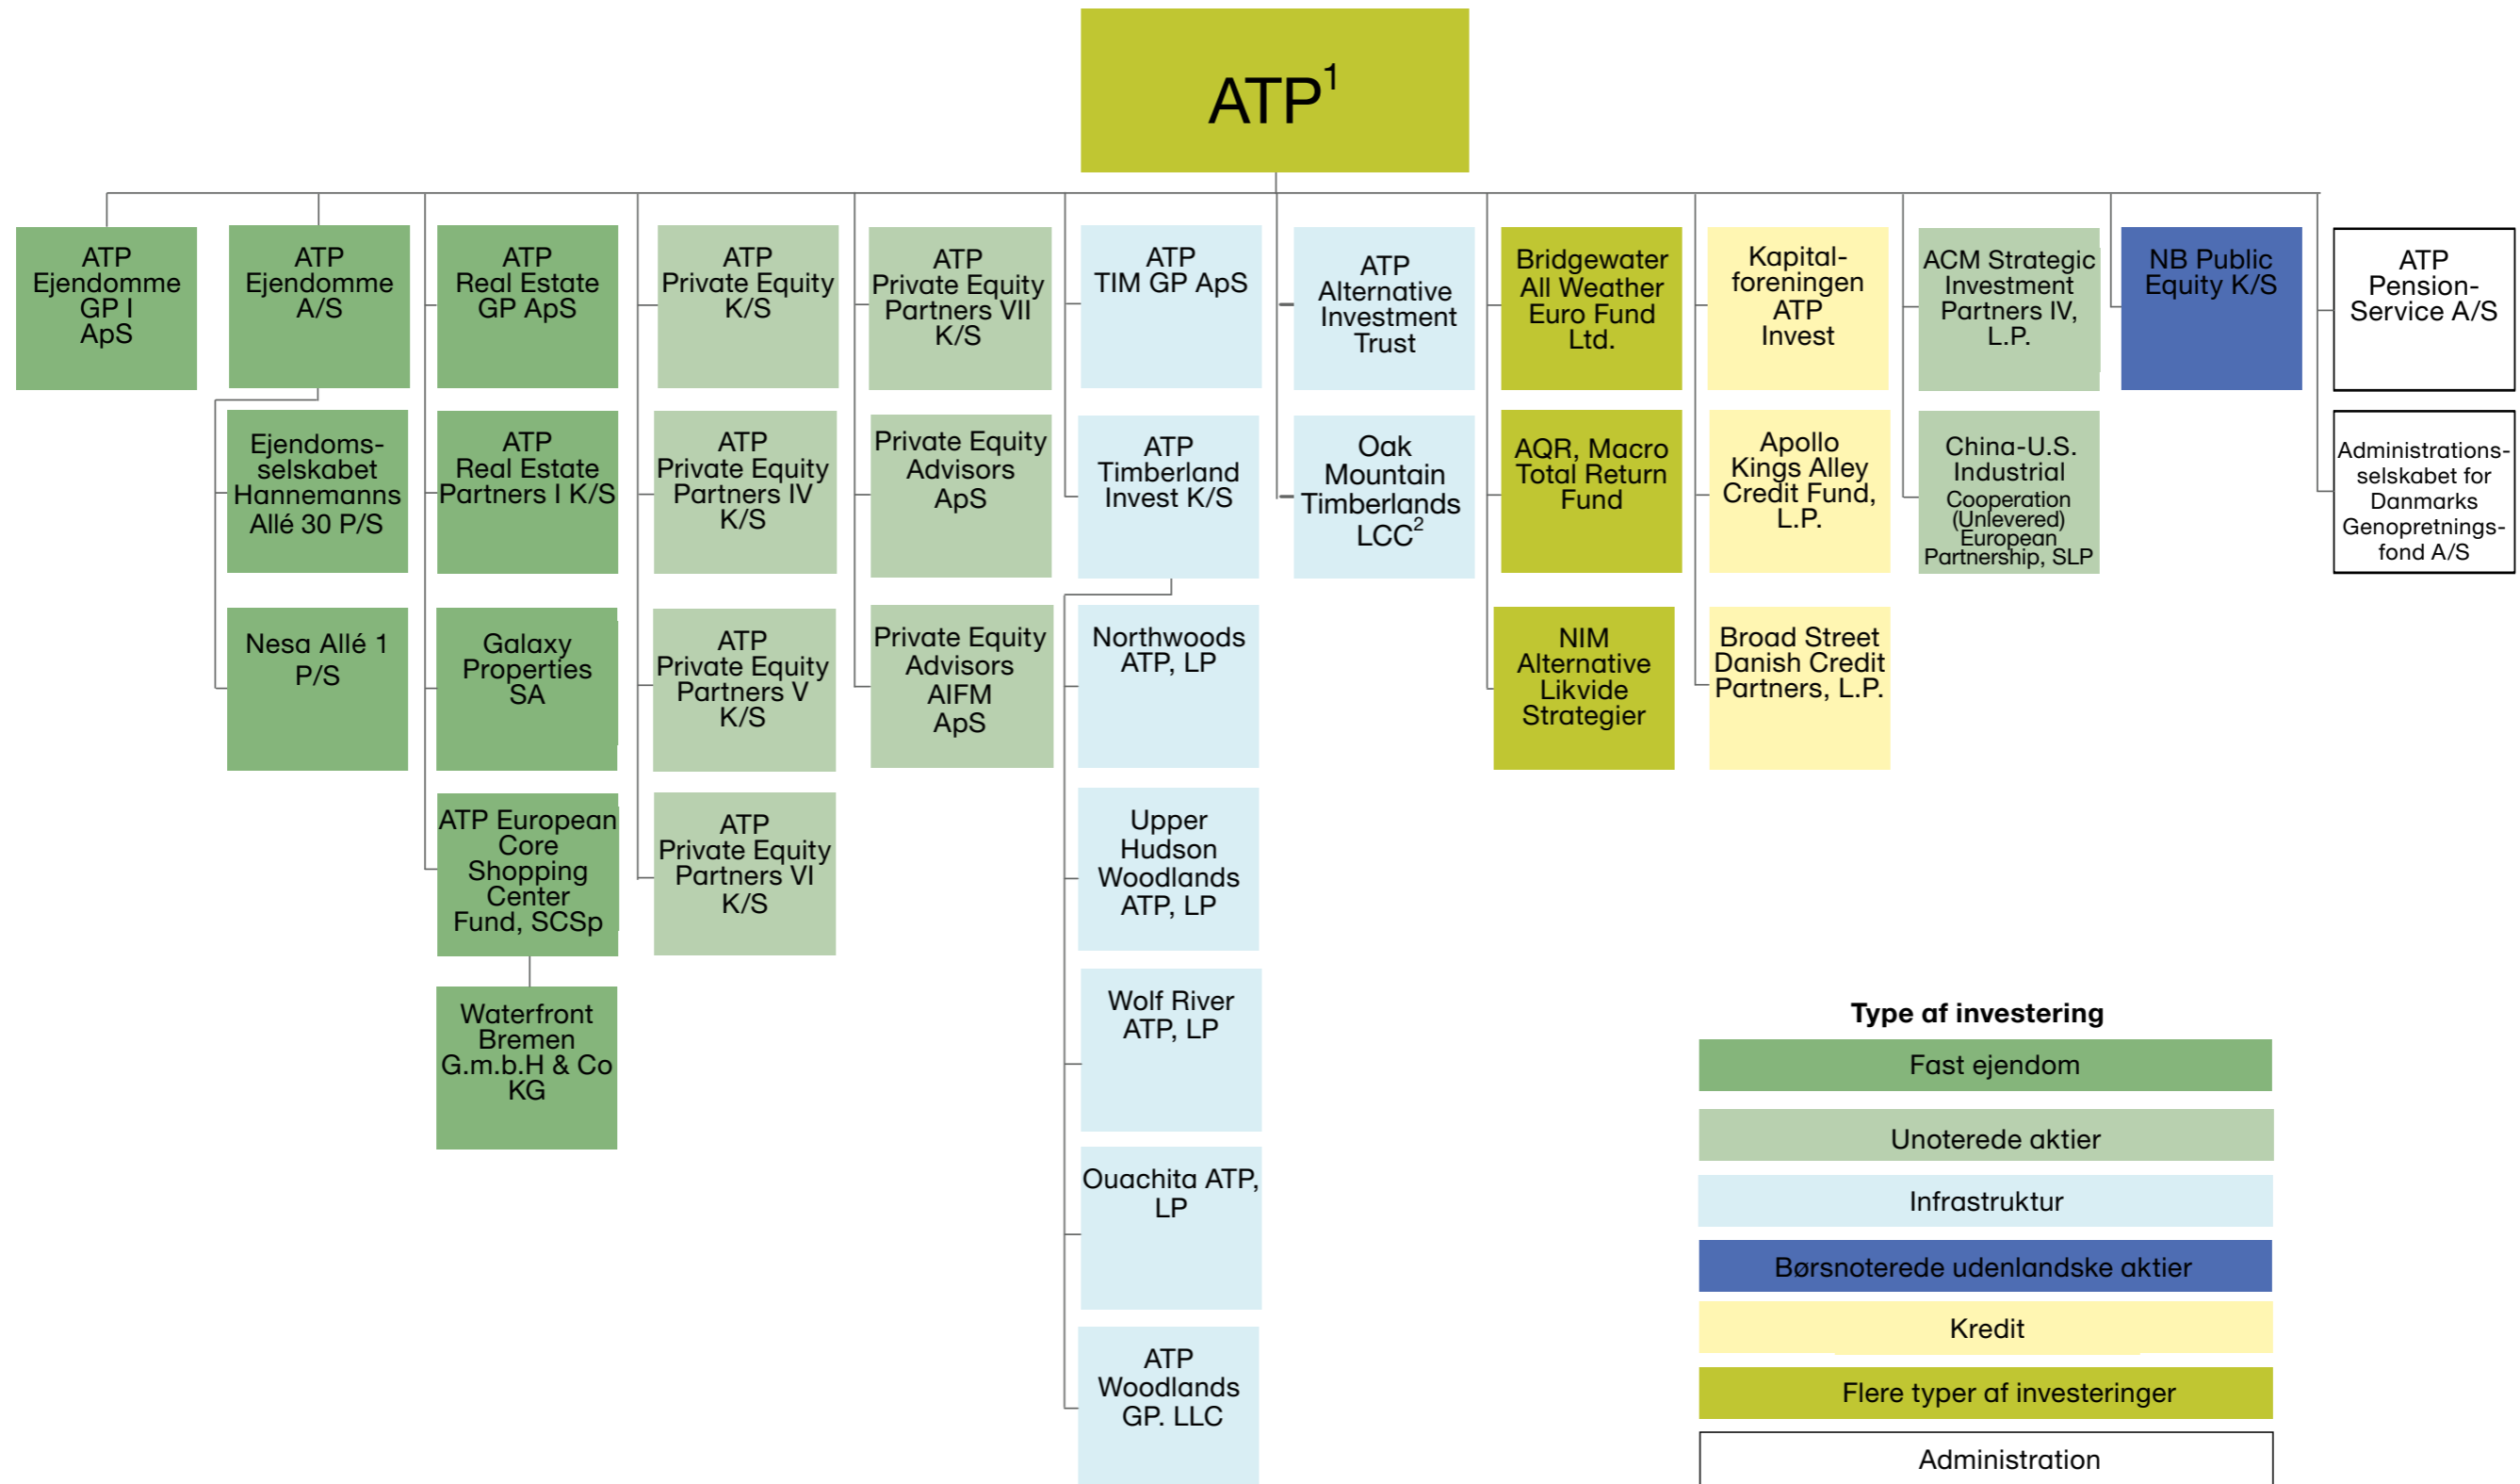 ATP1
ATP
Ejendomme
GP I
ApS
ATP
Ejendomme
A/S
ATP
Real Estate
GP ApS
ATP
Private Equity
K/S
ATP
Private Equity
Partners VII
K/S
ATP
TIM GP ApS
ATP
Alternative
Investment
Trust
Bridgewater
All Weather
Euro Fund
Ltd.
Kapital-
foreningen
ATP
Invest
ACM Strategic
Investment
Partners IV,
L.P.
NB Public
Equity K/S
ATP
Pension-
Service A/S
Ejendoms-
selskabet
Hannemanns
Allé 30 P/S
ATP
Real Estate
Partners I K/S
ATP
Private Equity
Partners IV
K/S
Private Equity
Advisors
ApS
ATP
Timberland
Invest K/S
Oak
Mountain
Timberlands
LCC2
AQR, Macro
Total Return
Fund
Apollo
Kings Alley
Credit Fund,
L.P.
China-U.S.
Industrial
Cooperation
(Unlevered)
European
Partnership, SLP
Administrations-
selskabet for
Danmarks
Genopretnings-
fond A/S
Nesa Allé 1
P/S
Galaxy
Properties
SA
ATP
Private Equity
Partners V
K/S
Private Equity
Advisors
AIFM
ApS
Northwoods
ATP, LP
NIM
Alternative
Likvide
Strategier
Broad Street
Danish Credit
Partners, L.P.
ATP European
Core
Shopping
Center
Fund, SCSp
ATP
Private Equity
Partners VI
K/S
Upper
Hudson
Woodlands
ATP, LP
Waterfront
Bremen
G.m.b.H & Co
KG
Wolf River
ATP, LP
Ouachita ATP,
LP
ATP
Woodlands
GP. LLC
Type af investering
Fast ejendom
Unoterede aktier
Infrastruktur
Børsnoterede udenlandske aktier
Kredit
Flere typer af investeringer
Administration